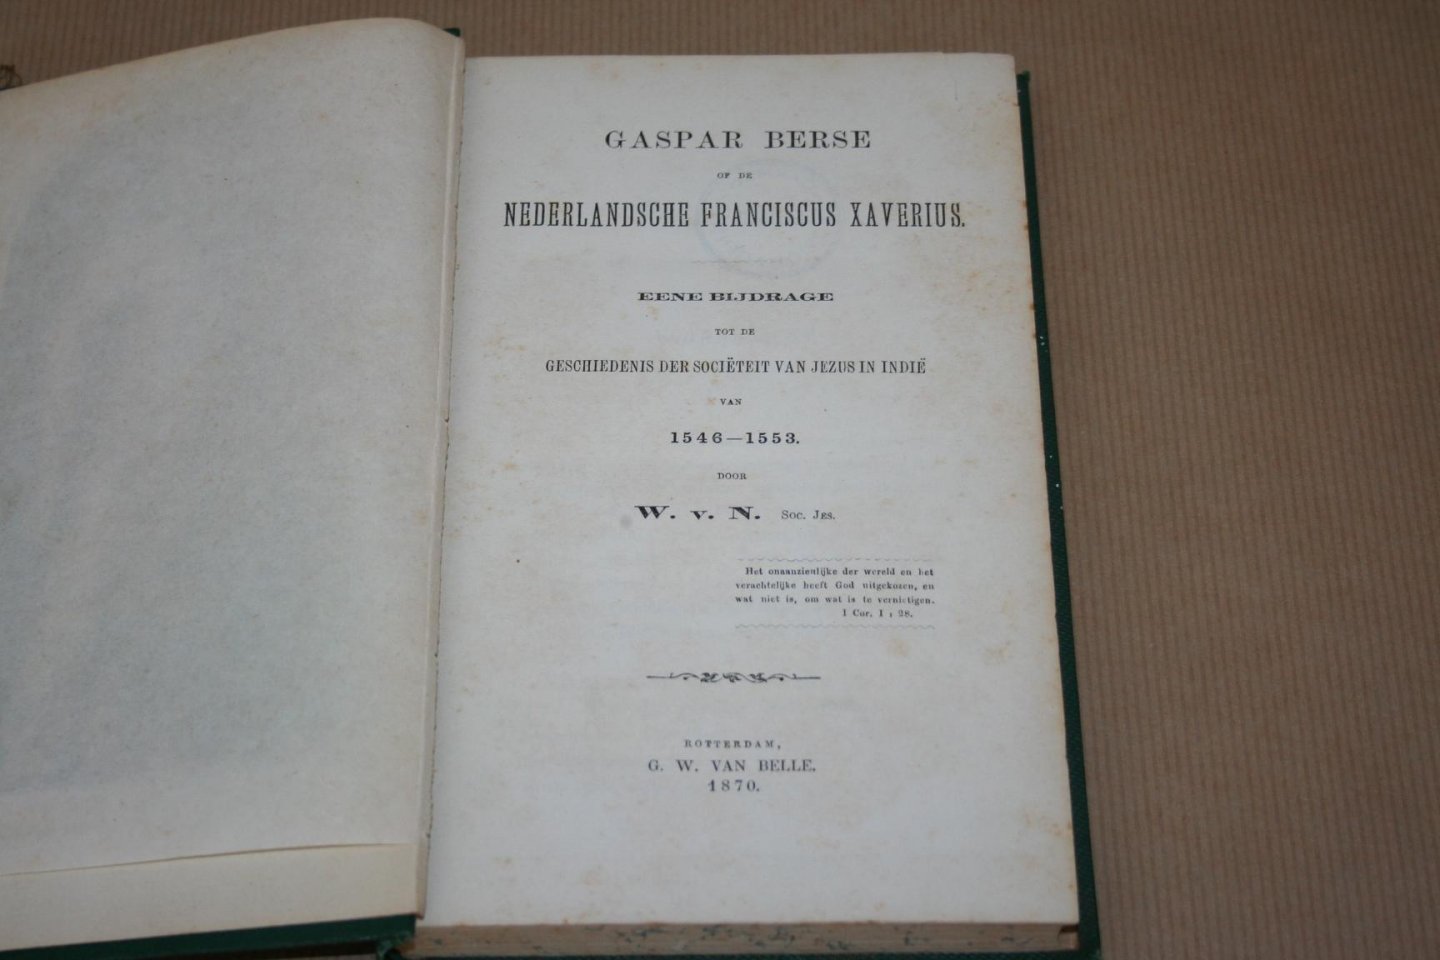 GASPAR BERSE
OF DE
NEDERLANDSCHE FRANCISCUS XAVERIUS.
EENE BIJDRAGE
TOT DE
GESCHIEDENIS DER SOCIËTEIT VAN JEZUS IN INDIË
VAN
1546—1553.
DOOR
W. v. N. Soc. Jes.
Het onaanzienlijke der wereld en het
verachtelijke heeft God uitgekozen, en
wat niet is, om wat is te vernietigen.
I Cor. I : 28.
ROTTERDAM,
G. W. VAN BELLE.
1870.